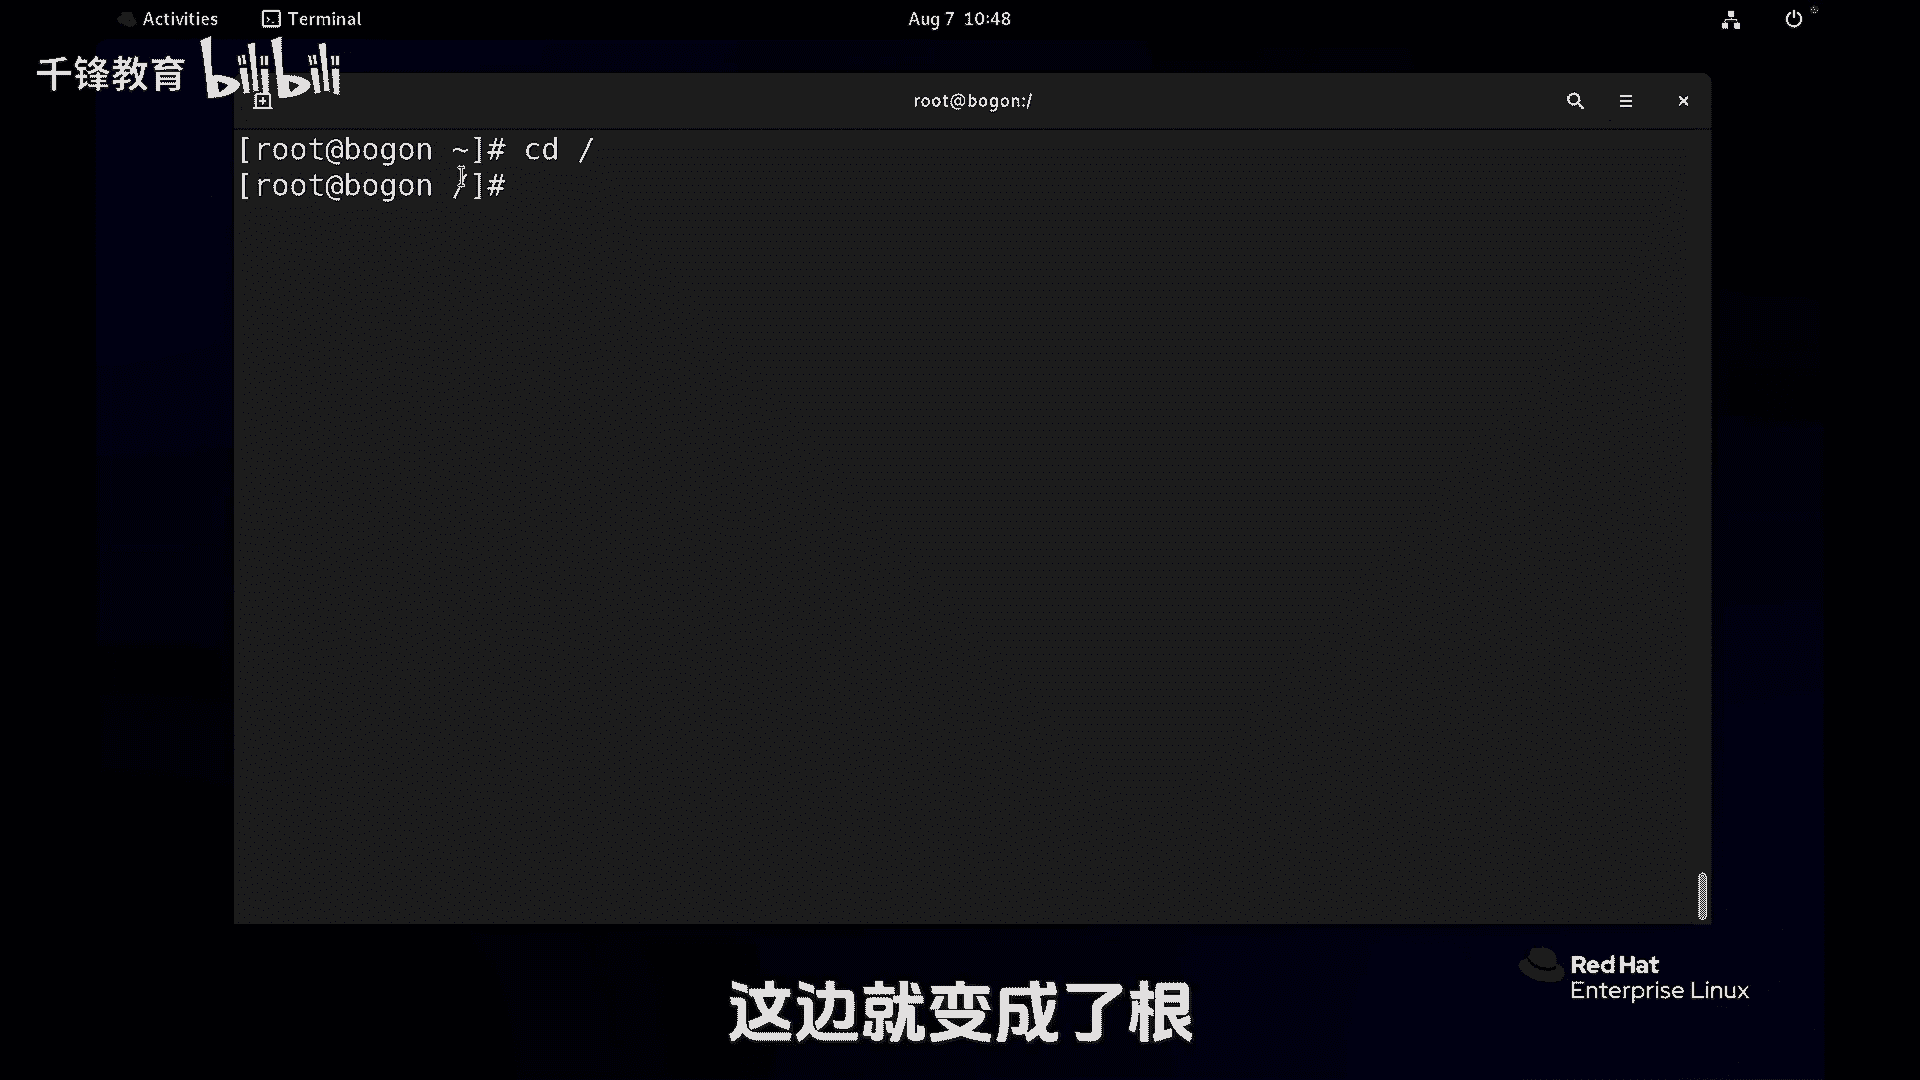 Activities
Terminal
Aug 7 10:48
千锋教育 bilibili
root@bogon:/
[root@bogon ~]# cd /
[root@bogon /]#
Red Hat
Enterprise Linux
这边就变成了根